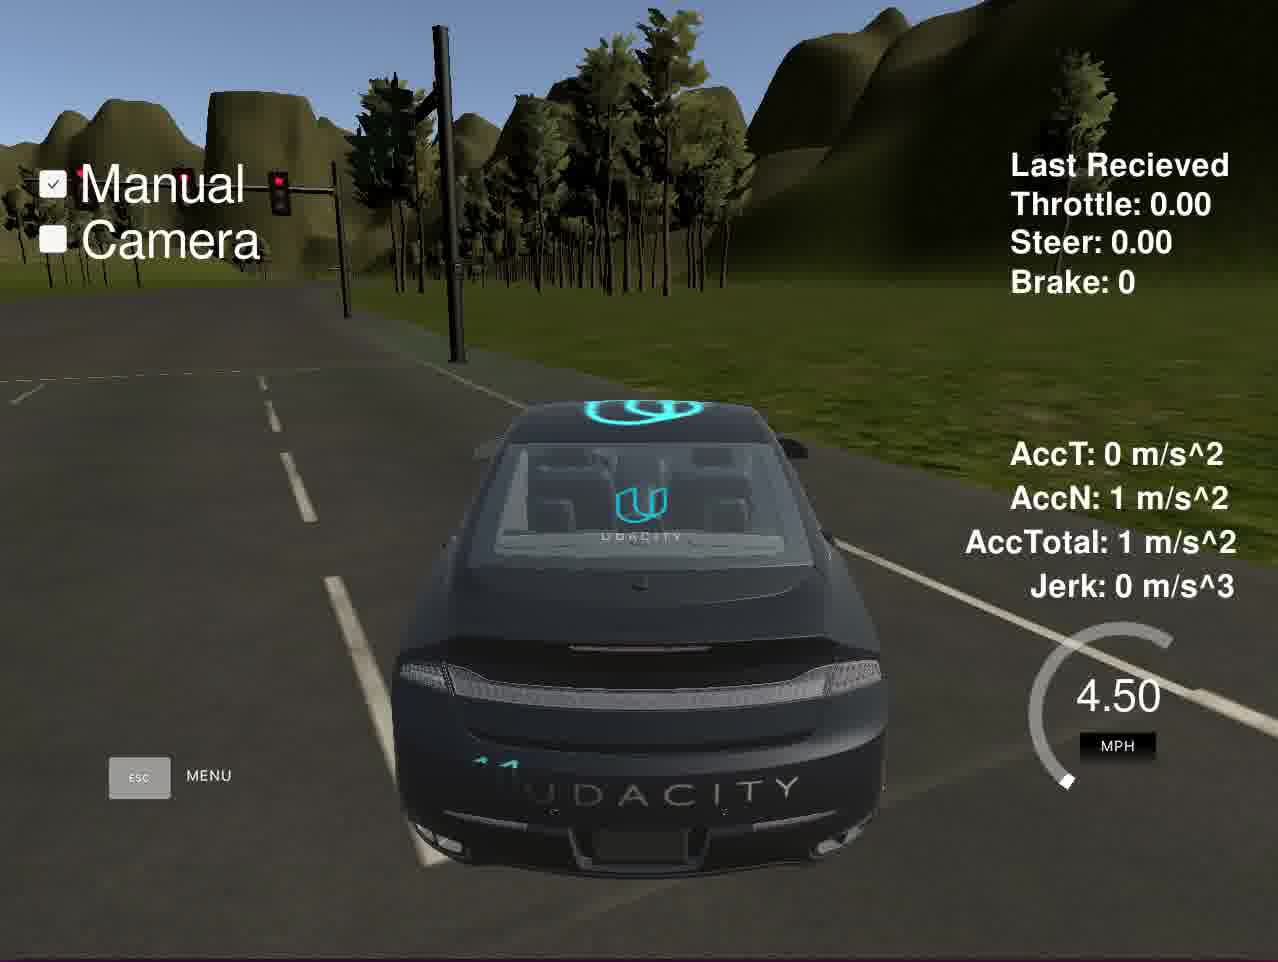 Manual
Camera
Last Recieved
Throttle: 0.00
Steer: 0.00
Brake: 0
AccT: 0 m/s^2
AccN: 1 m/s^2
AccTotal: 1 m/s^2
Jerk: 0 m/s^3
4.50
MPH
ESC MENU
UDACITY
UDACITY